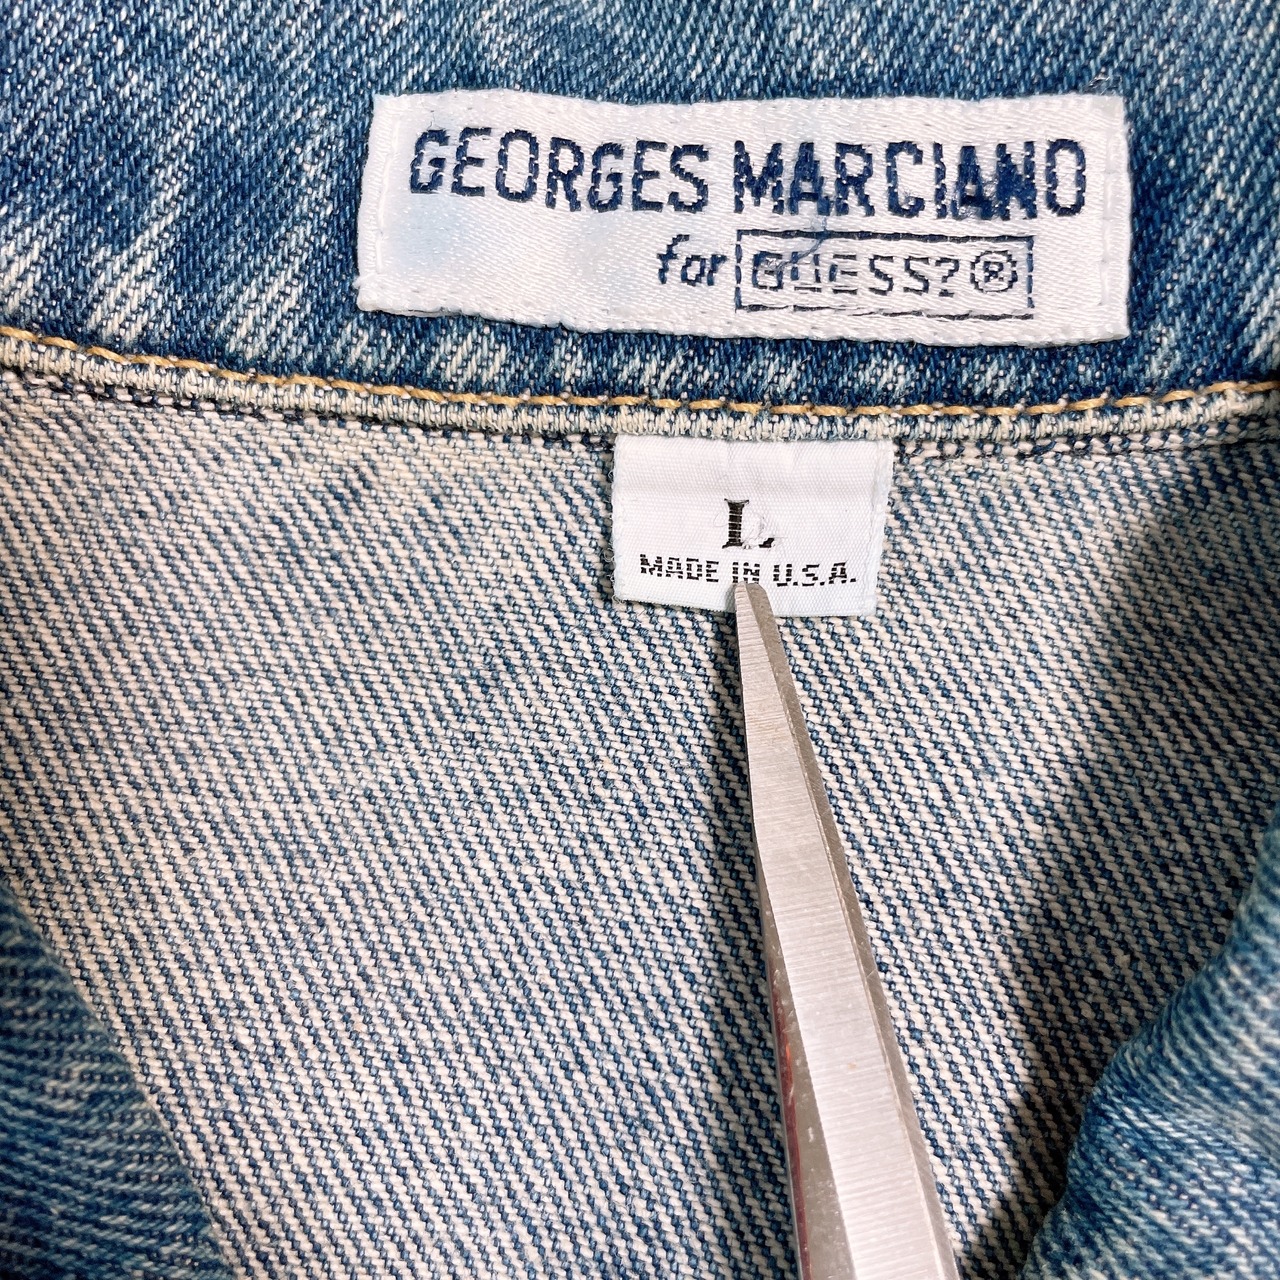 GEORGES MARCIANO
for GUESS?®
L
MADE IN U.S.A.